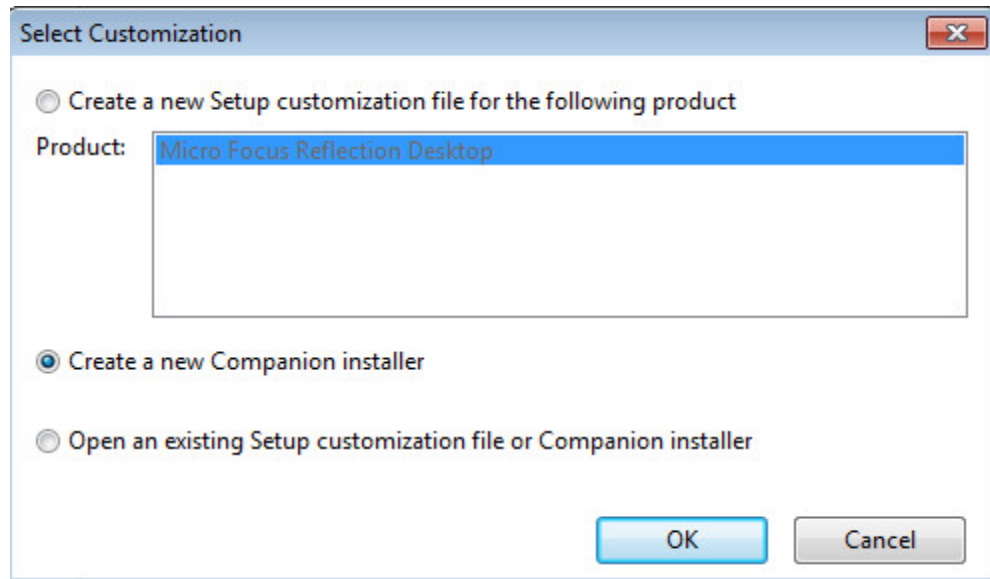 Select Customization
Create a new Setup customization file for the following product
Product:
Micro Focus Reflection Desktop
Create a new Companion installer
Open an existing Setup customization file or Companion installer
OK
Cancel